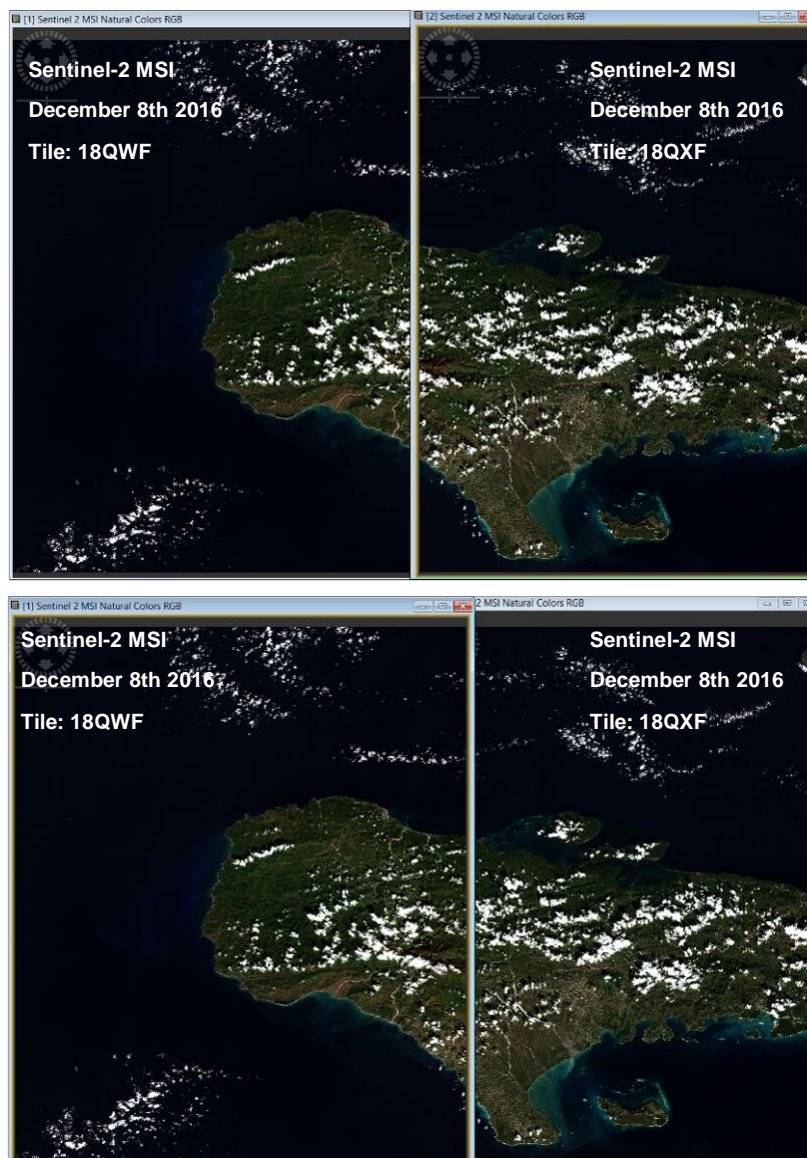 [1] Sentinel 2 MSI Natural Colors RGB
[2] Sentinel 2 MSI Natural Colors RGB
Sentinel-2 MSI
December 8th 2016
Tile: 18QWF
Sentinel-2 MSI
December 8th 2016
Tile: 18QXF
[1] Sentinel 2 MSI Natural Colors RGB
2 MSI Natural Colors RGB
Sentinel-2 MSI
December 8th 2016
Tile: 18QWF
Sentinel-2 MSI
December 8th 2016
Tile: 18QXF